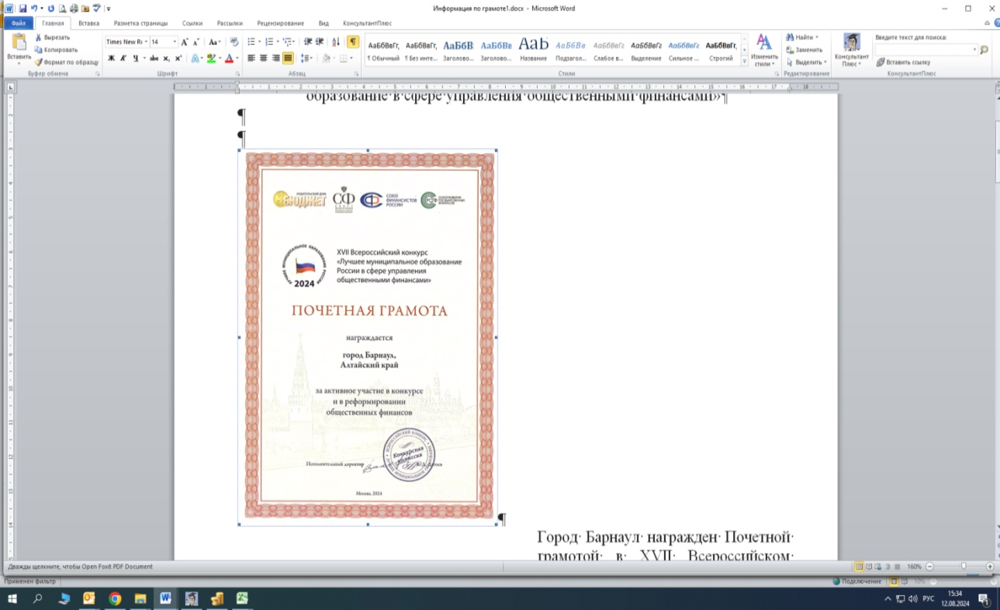 Информация по грамоте1.docx - Microsoft Word
Файл
Главная
Вставка
Разметка страницы
Ссылки
Рассылки
Рецензирование
Вид
КонсультантПлюс
Вставить
Вырезать
Копировать
Формат по образцу
Буфер обмена
Times New Ro
14
Шрифт
Абзац
АаБбВвГг,
АаБбВвГг,
АаБбВ
АаБбВв
АаБ
АаБбВв
АаБбВвГг
АаБбВвГг
АаБбВвГг
АаБбВвГг,
¶ Обычный
¶ Без инте...
Заголово...
Заголово...
Название
Подзагол...
Слабое в...
Выделение
Сильное ...
Строгий
Стили
Изменить стили
Найти
Заменить
Выделить
Редактирование
Консультант Плюс
Введите текст для поиска:
Вставить ссылку
КонсультантПлюс
образование в сфере управления общественными финансами»¶
¶
¶
ИЗДАТЕЛЬСКИЙ ДОМ
БЮДЖЕТ
СФ
СОЮЗ
ФИНАНСИСТОВ
РОССИИ
ЛУЧШЕЕ МУНИЦИПАЛЬНОЕ ОБРАЗОВАНИЕ РОССИИ
2024
XVII Всероссийский конкурс
«Лучшее муниципальное образование
России в сфере управления
общественными финансами»
ПОЧЕТНАЯ ГРАМОТА
награждается
город Барнаул,
Алтайский край
за активное участие в конкурсе
и в реформировании
общественных финансов
Конкурсная
комиссия
Исполнительный директор
Москва, 2024
¶
Город Барнаул награжден Почетной
грамотой в XVII Всероссийском
Дважды щелкните, чтобы Open Foxit PDF Document
160%
Применен фильтр
Подключение
10%
РУС
15:34
12.08.2024